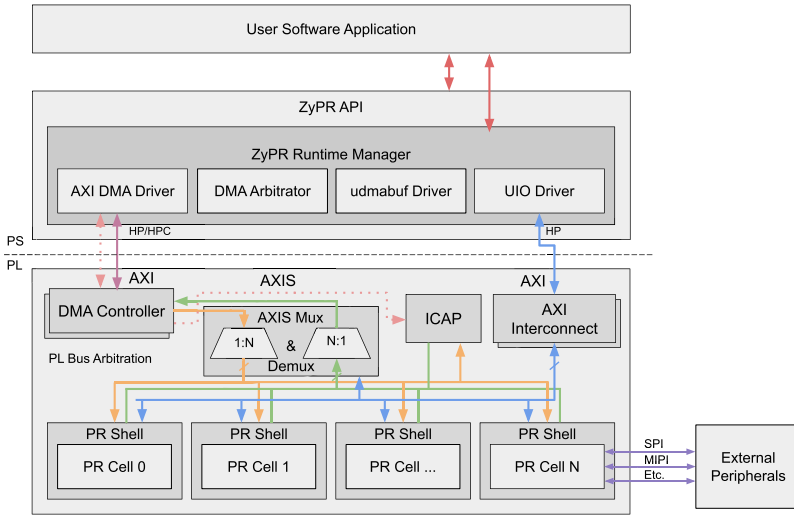 User Software Application
ZyPR API
ZyPR Runtime Manager
AXI DMA Driver
DMA Arbitrator
udmabuf Driver
UIO Driver
HP/HPC
HP
PS
PL
AXI
AXIS
AXI
DMA Controller
AXIS Mux
1:N
&
N:1
Demux
ICAP
AXI
Interconnect
PL Bus Arbitration
PR Shell
PR Cell 0
PR Shell
PR Cell 1
PR Shell
PR Cell ...
PR Shell
PR Cell N
SPI
MIPI
Etc.
External
Peripherals